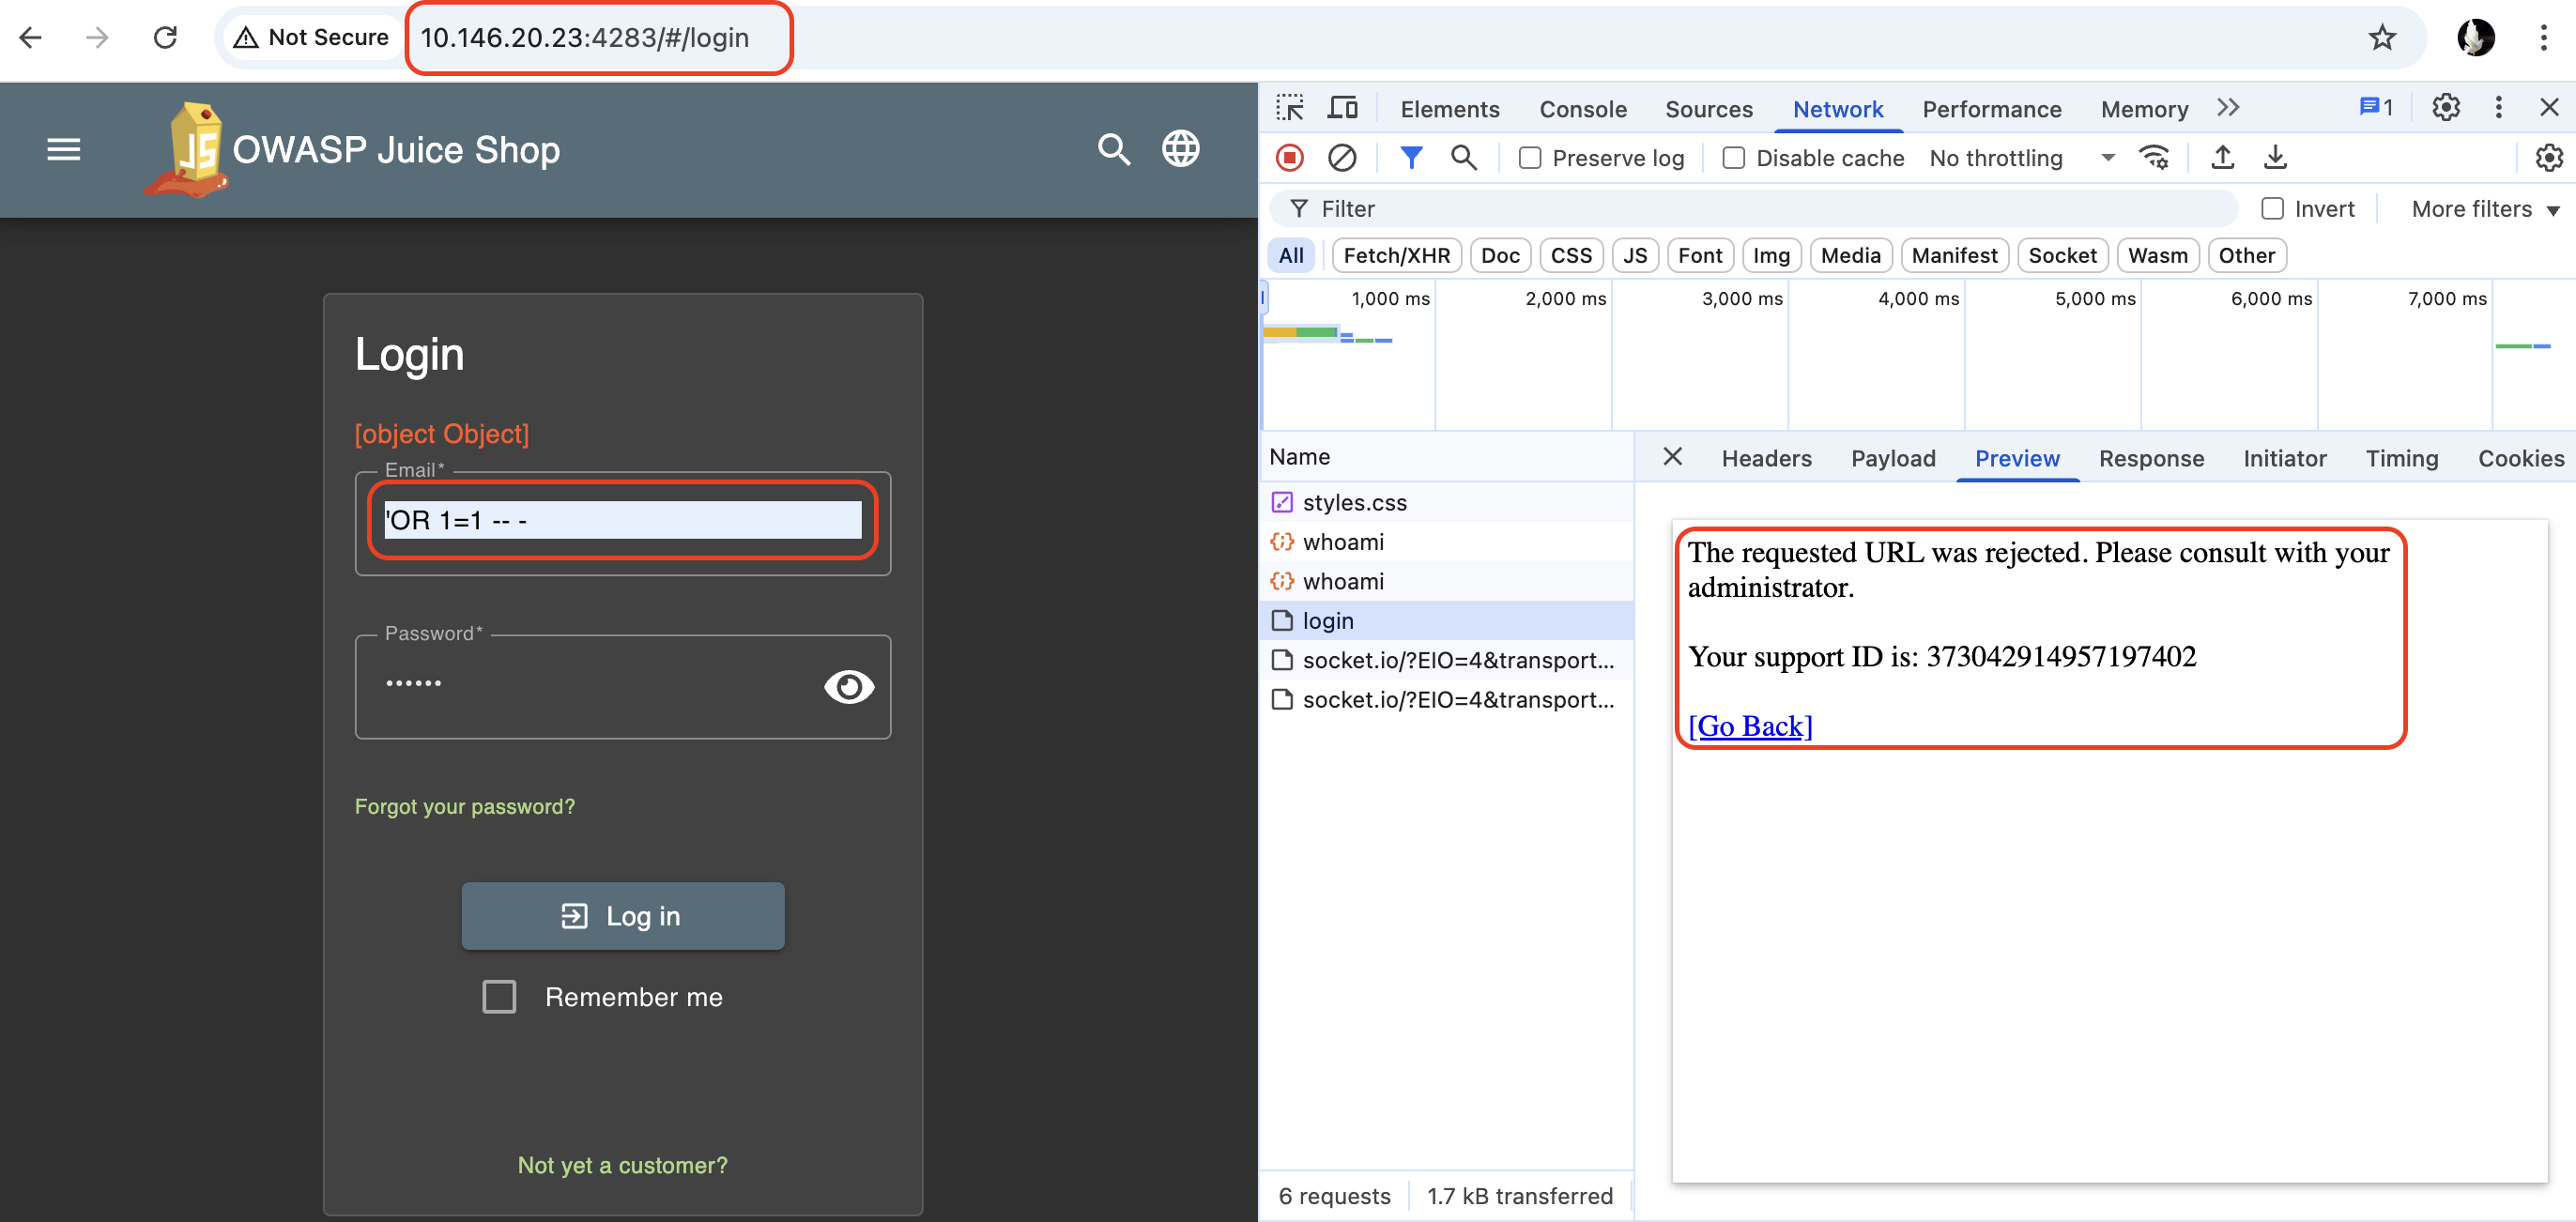 Not Secure
10.146.20.23:4283/#/login
JS
OWASP Juice Shop
Login
[object Object]
Email*
'OR 1=1 -- -
Password*
••••••
Forgot your password?
Log in
Remember me
Not yet a customer?
Elements Console Sources Network Performance Memory 1
Preserve log Disable cache No throttling
Filter Invert More filters
All Fetch/XHR Doc CSS JS Font Img Media Manifest Socket Wasm Other
1,000 ms 2,000 ms 3,000 ms 4,000 ms 5,000 ms 6,000 ms 7,000 ms
Name
styles.css
whoami
whoami
login
socket.io/?EIO=4&transport...
socket.io/?EIO=4&transport...
6 requests 1.7 kB transferred
Headers Payload Preview Response Initiator Timing Cookies
The requested URL was rejected. Please consult with your
administrator.
Your support ID is: 373042914957197402
[Go Back]